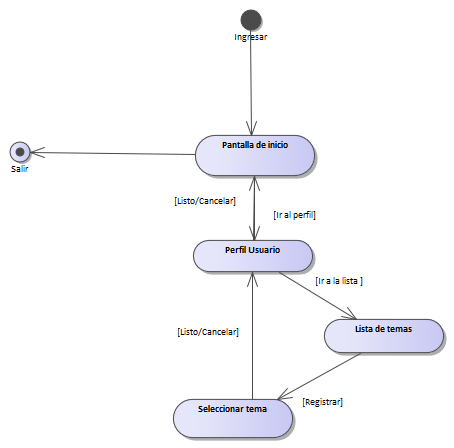 Ingresar
Pantalla de inicio
Salir
[Listo/Cancelar]
[Ir al perfil]
Perfil Usuario
[Ir a la lista ]
Lista de temas
[Listo/Cancelar]
[Registrar]
Seleccionar tema